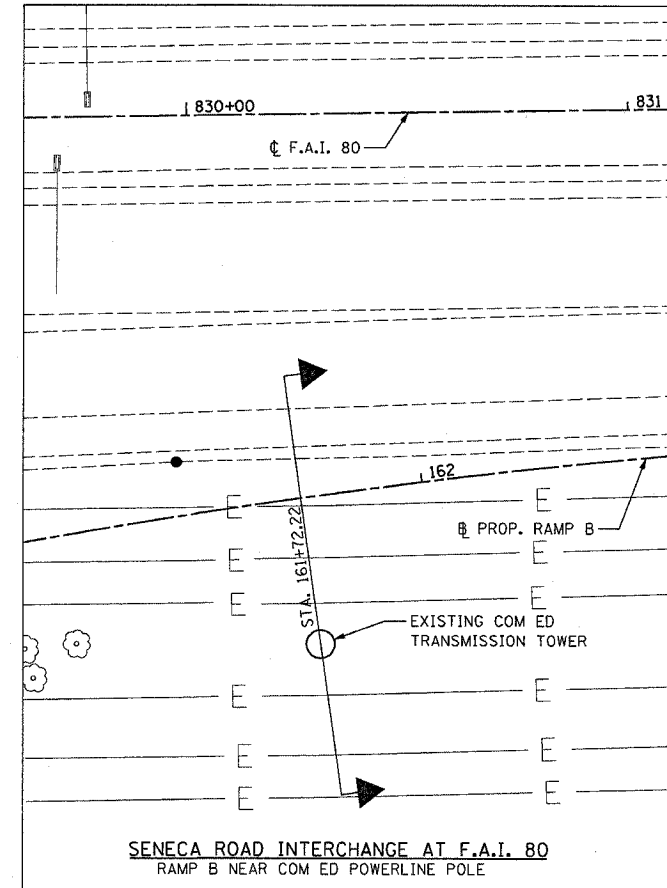 830+00
831
℄ F.A.I. 80
162
E E
℄ PROP. RAMP B
STA. 161+72.22
E E
E E
EXISTING COM ED
TRANSMISSION TOWER
E E
E E
E E
SENECA ROAD INTERCHANGE AT F.A.I. 80
RAMP B NEAR COM ED POWERLINE POLE